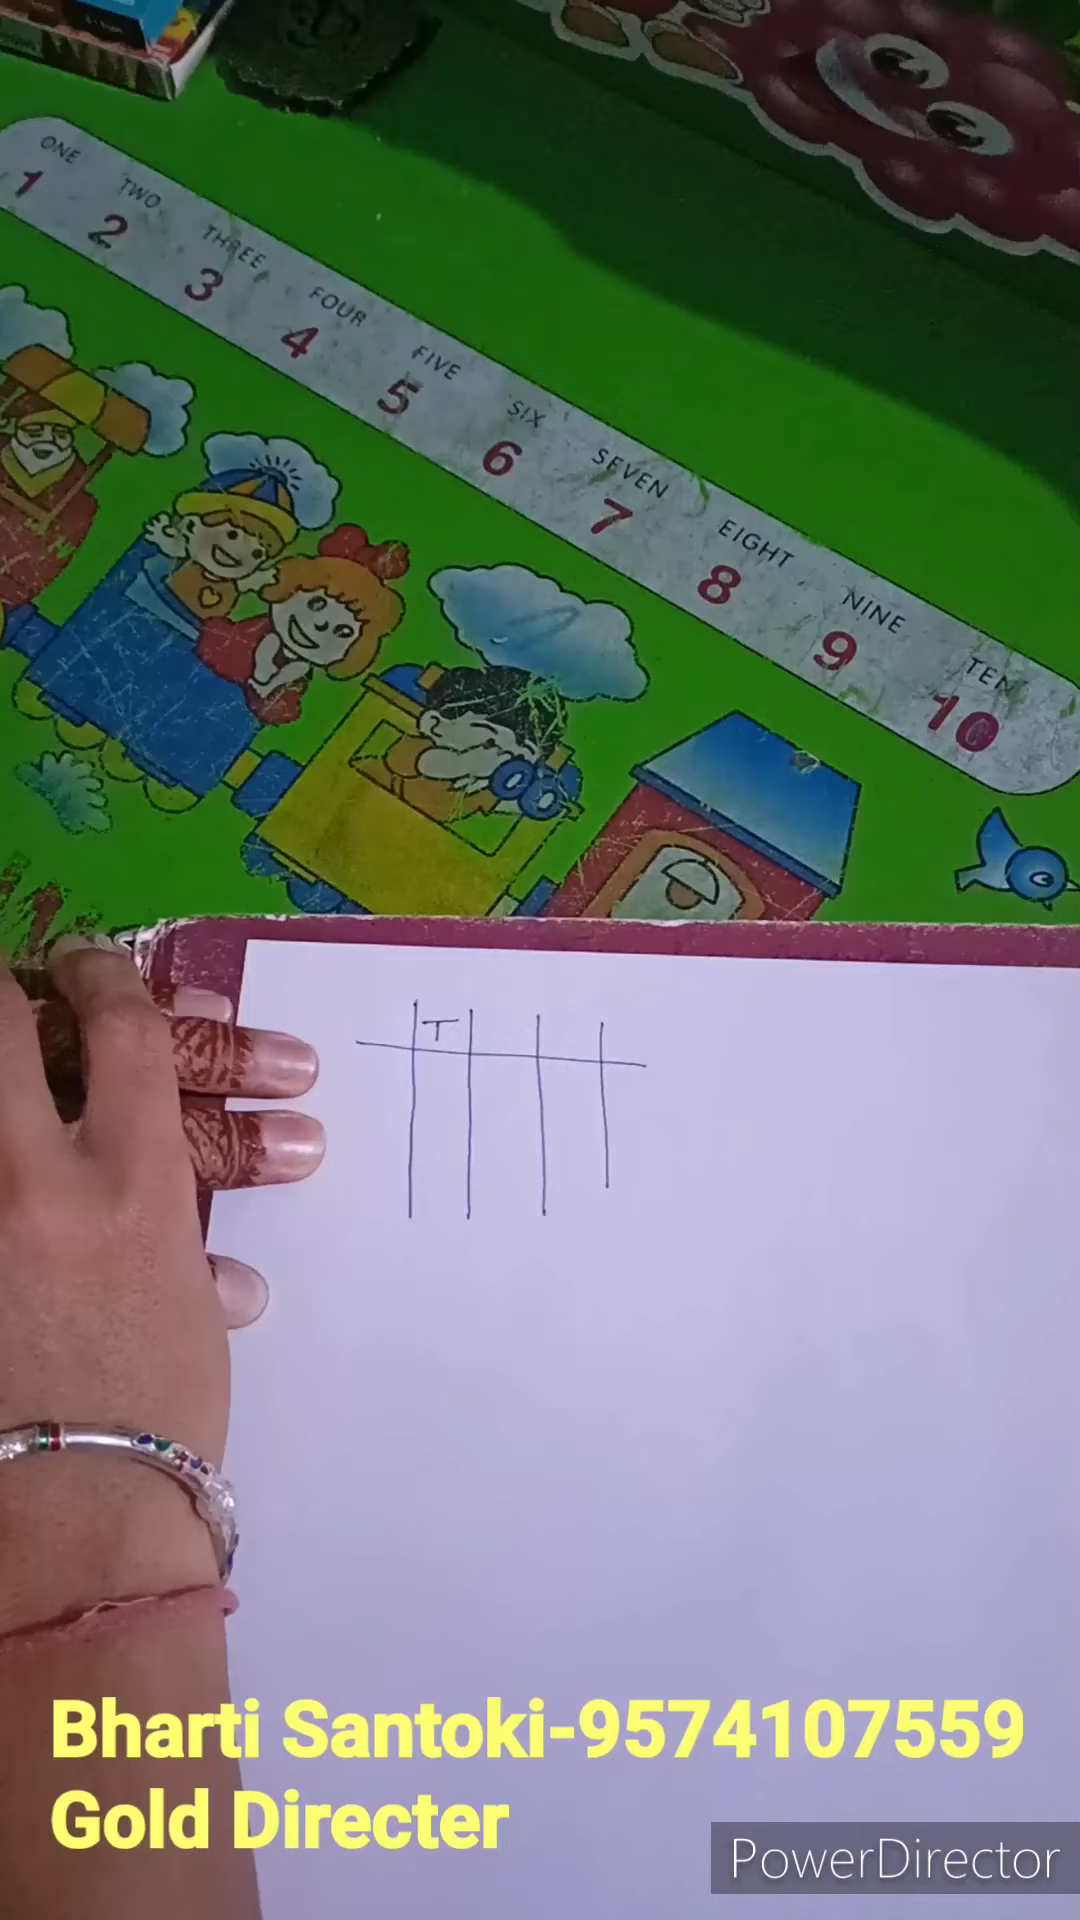 ONE TWO THREE FOUR FIVE SIX SEVEN EIGHT NINE TEN
1 2 3 4 5 6 7 8 9 10
T
Bharti Santoki-9574107559
Gold Directer
PowerDirector